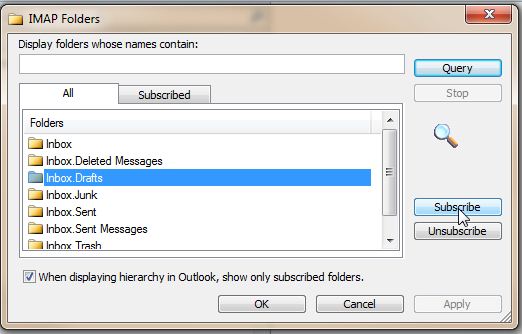 IMAP Folders
Display folders whose names contain:
Query
Stop
All
Subscribed
Folders
Inbox
Inbox.Deleted Messages
Inbox.Drafts
Inbox.Junk
Inbox.Sent
Inbox.Sent Messages
Inbox.Trash
Subscribe
Unsubscribe
When displaying hierarchy in Outlook, show only subscribed folders.
OK
Cancel
Apply